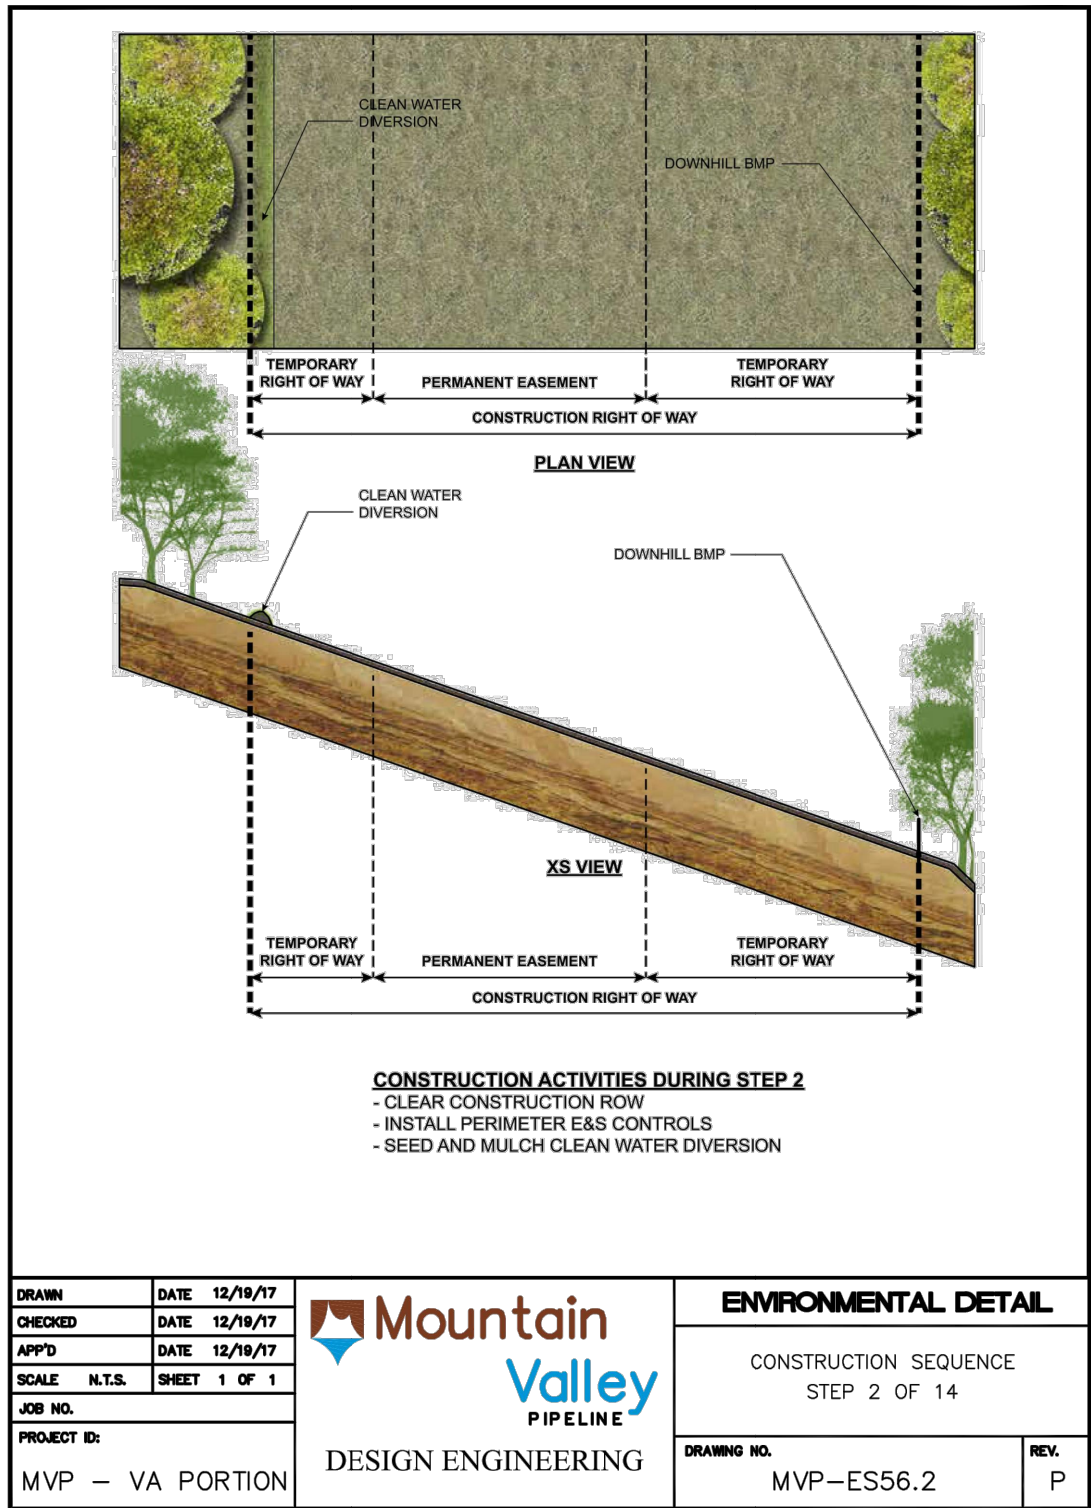 CLEAN WATER
DIVERSION
DOWNHILL BMP
TEMPORARY
RIGHT OF WAY
PERMANENT EASEMENT
TEMPORARY
RIGHT OF WAY
CONSTRUCTION RIGHT OF WAY
PLAN VIEW
CLEAN WATER
DIVERSION
DOWNHILL BMP
XS VIEW
TEMPORARY
RIGHT OF WAY
PERMANENT EASEMENT
TEMPORARY
RIGHT OF WAY
CONSTRUCTION RIGHT OF WAY
CONSTRUCTION ACTIVITIES DURING STEP 2
- CLEAR CONSTRUCTION ROW
- INSTALL PERIMETER E&S CONTROLS
- SEED AND MULCH CLEAN WATER DIVERSION
DRAWN DATE 12/19/17
CHECKED DATE 12/19/17
APP'D DATE 12/19/17
SCALE N.T.S. SHEET 1 OF 1
JOB NO.
PROJECT ID:
MVP - VA PORTION
Mountain
Valley
PIPELINE
DESIGN ENGINEERING
ENVIRONMENTAL DETAIL
CONSTRUCTION SEQUENCE
STEP 2 OF 14
DRAWING NO.
MVP-ES56.2
REV.
P